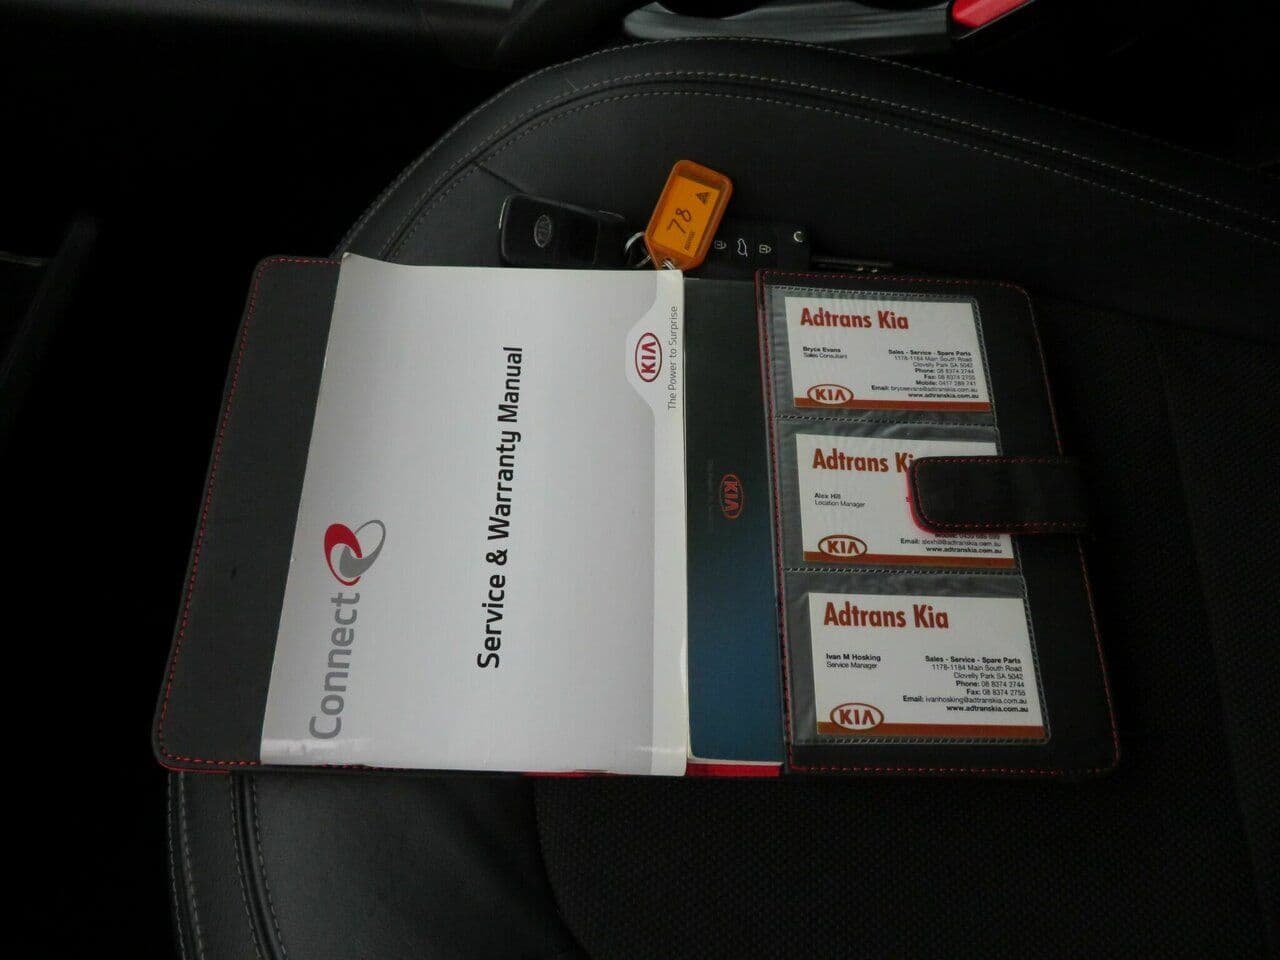 78
KIA
KIA
The Power to Surprise
Service & Warranty Manual
Connect
KIA
Adtrans Kia
Bryce Evans
Sales Consultant
Sales - Service - Spare Parts
1178-1184 Main South Road
Clovelly Park SA 5042
Phone: 08 8374 2744
Fax: 08 8374 2755
Mobile: 0417 289 741
Email: bryceevans@adtranskia.com.au
www.adtranskia.com.au
KIA
Adtrans K
Alex Hill
Location Manager
Email: alexhill@adtranskia.com.au
www.adtranskia.com.au
KIA
Adtrans Kia
Ivan M Hosking
Service Manager
Sales - Service - Spare Parts
1178-1184 Main South Road
Clovelly Park SA 5042
Phone: 08 8374 2744
Fax: 08 8374 2755
Email: ivanhosking@adtranskia.com.au
www.adtranskia.com.au
KIA